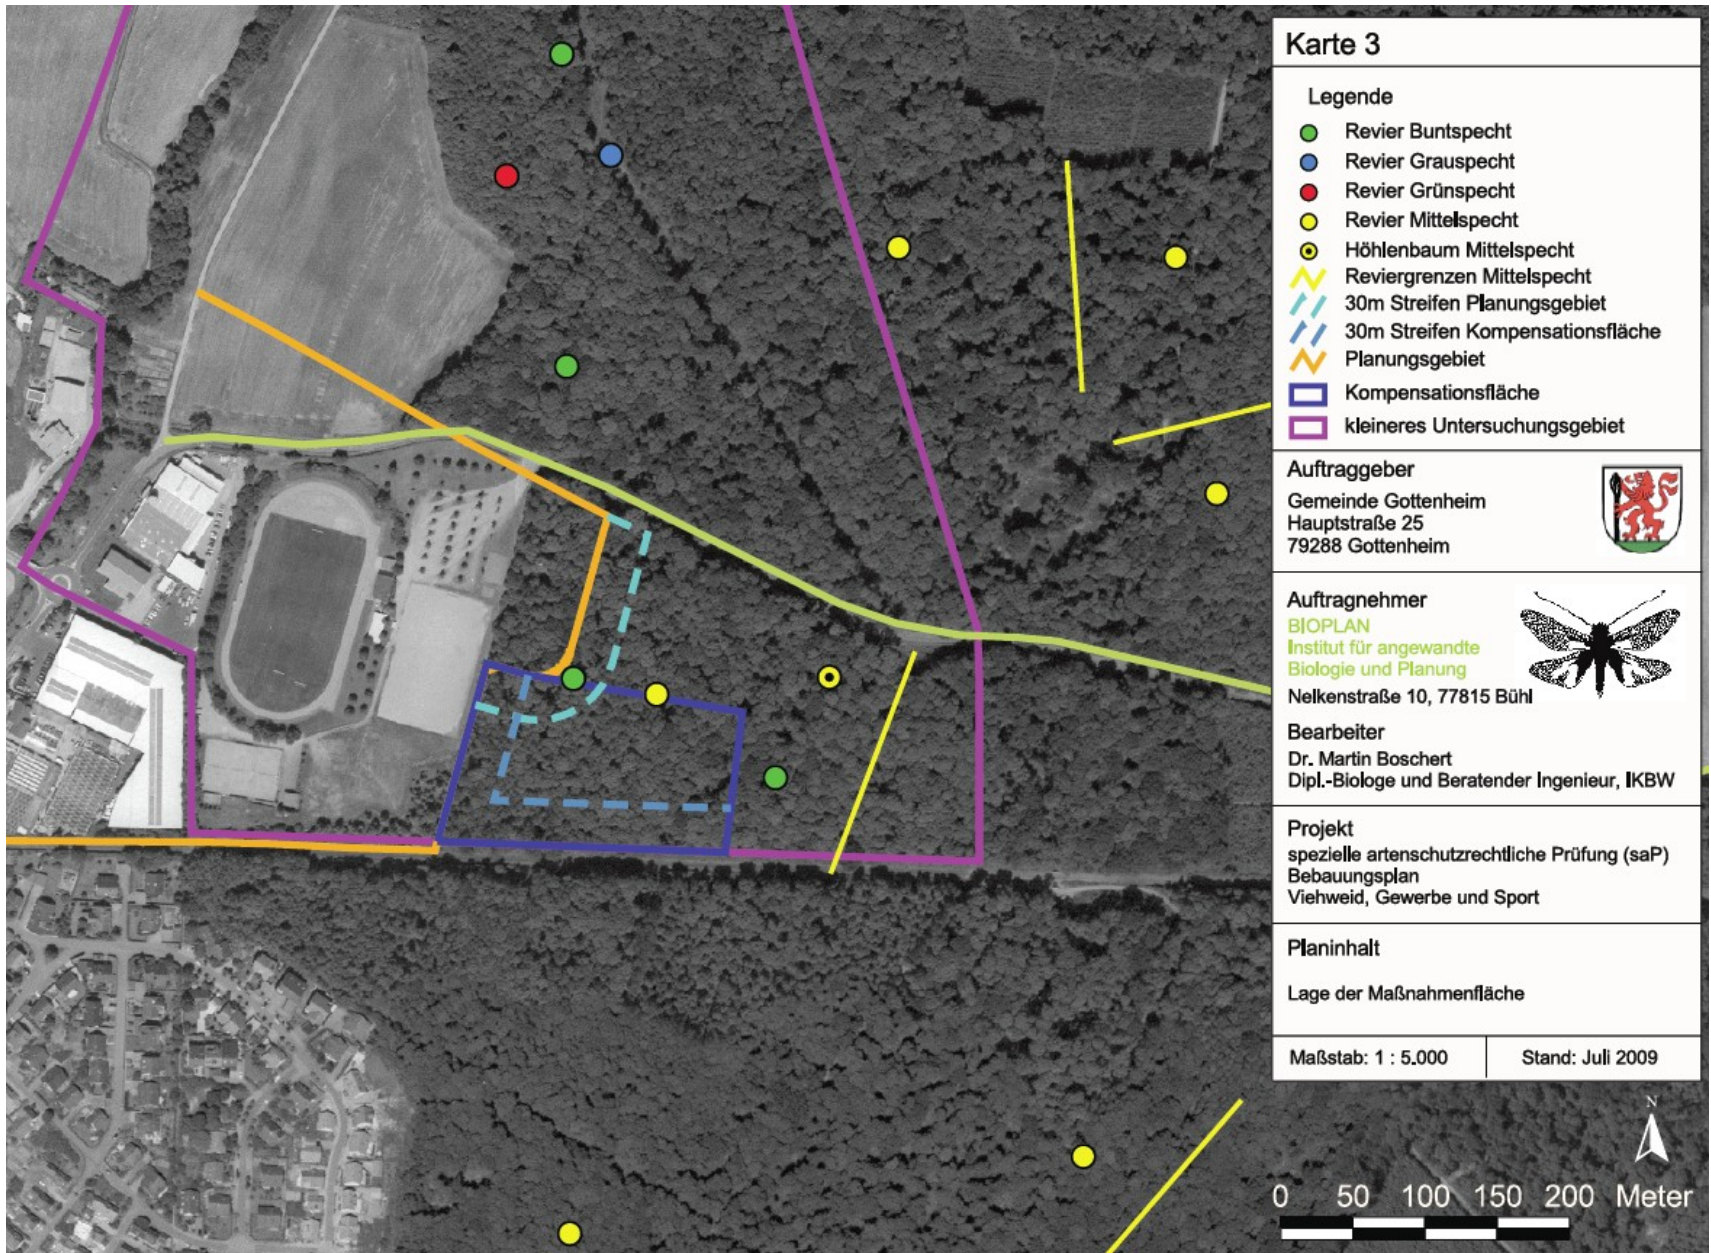 Karte 3
Legende
Revier Buntspecht
Revier Grauspecht
Revier Grünspecht
Revier Mittelspecht
Höhlenbaum Mittelspecht
Reviergrenzen Mittelspecht
30m Streifen Planungsgebiet
30m Streifen Kompensationsfläche
Planungsgebiet
Kompensationsfläche
kleineres Untersuchungsgebiet
Auftraggeber
Gemeinde Gottenheim
Hauptstraße 25
79288 Gottenheim
Auftragnehmer
BIOPLAN
Institut für angewandte
Biologie und Planung
Nelkenstraße 10, 77815 Bühl
Bearbeiter
Dr. Martin Boschert
Dipl.-Biologe und Beratender Ingenieur, IKBW
Projekt
spezielle artenschutzrechtliche Prüfung (saP)
Bebauungsplan
Viehweid, Gewerbe und Sport
Planinhalt
Lage der Maßnahmenfläche
Maßstab: 1 : 5.000 Stand: Juli 2009
N
0 50 100 150 200 Meter